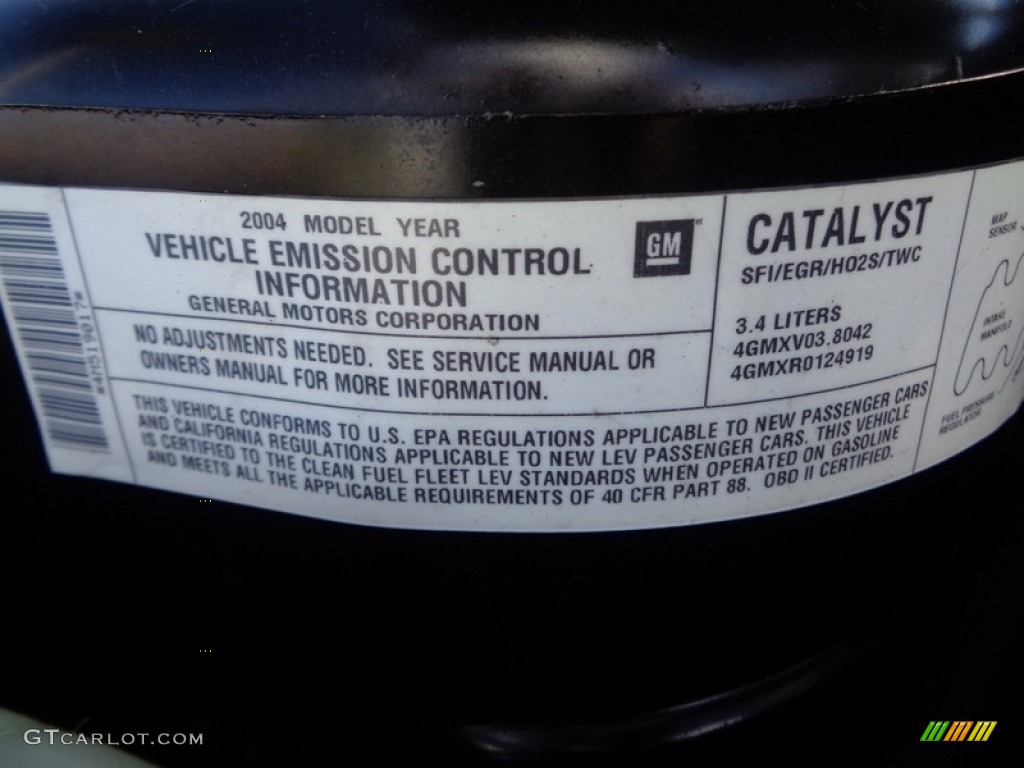 2004 MODEL YEAR
VEHICLE EMISSION CONTROL
INFORMATION
GENERAL MOTORS CORPORATION
GM
NO ADJUSTMENTS NEEDED. SEE SERVICE MANUAL OR
OWNERS MANUAL FOR MORE INFORMATION.
CATALYST
SFI/EGR/HO2S/TWC
3.4 LITERS
4GMXV03.8042
4GMXR0124919
THIS VEHICLE CONFORMS TO U.S. EPA REGULATIONS APPLICABLE TO NEW PASSENGER CARS
AND CALIFORNIA REGULATIONS APPLICABLE TO NEW LEV PASSENGER CARS. THIS VEHICLE
IS CERTIFIED TO THE CLEAN FUEL FLEET LEV STANDARDS WHEN OPERATED ON GASOLINE
AND MEETS ALL THE APPLICABLE REQUIREMENTS OF 40 CFR PART 88. OBD II CERTIFIED.
MAP
SENSOR
INTAKE
MANIFOLD
FUEL PRESSURE
REGULATOR
GTCARLOT.COM